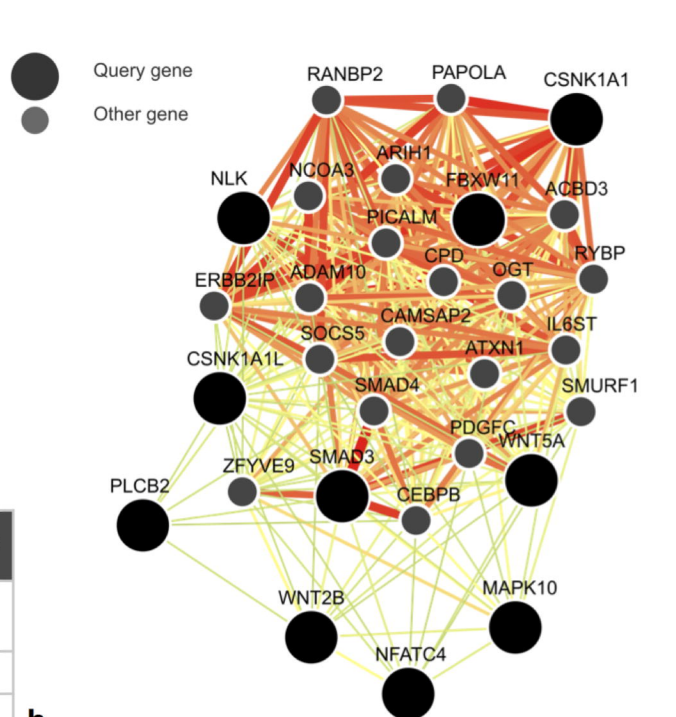 Query gene
Other gene
RANBP2
PAPOLA
CSNK1A1
ARIH1
NCOA3
NLK
FBXW11
ACBD3
PICALM
CPD
RYBP
ERBB2IP
ADAM10
OGT
CAMSAP2
IL6ST
SOCS5
ATXN1
CSNK1A1L
SMAD4
SMURF1
PDGFC
WNT5A
ZFYVE9
SMAD3
PLCB2
CEBPB
WNT2B
MAPK10
NFATC4